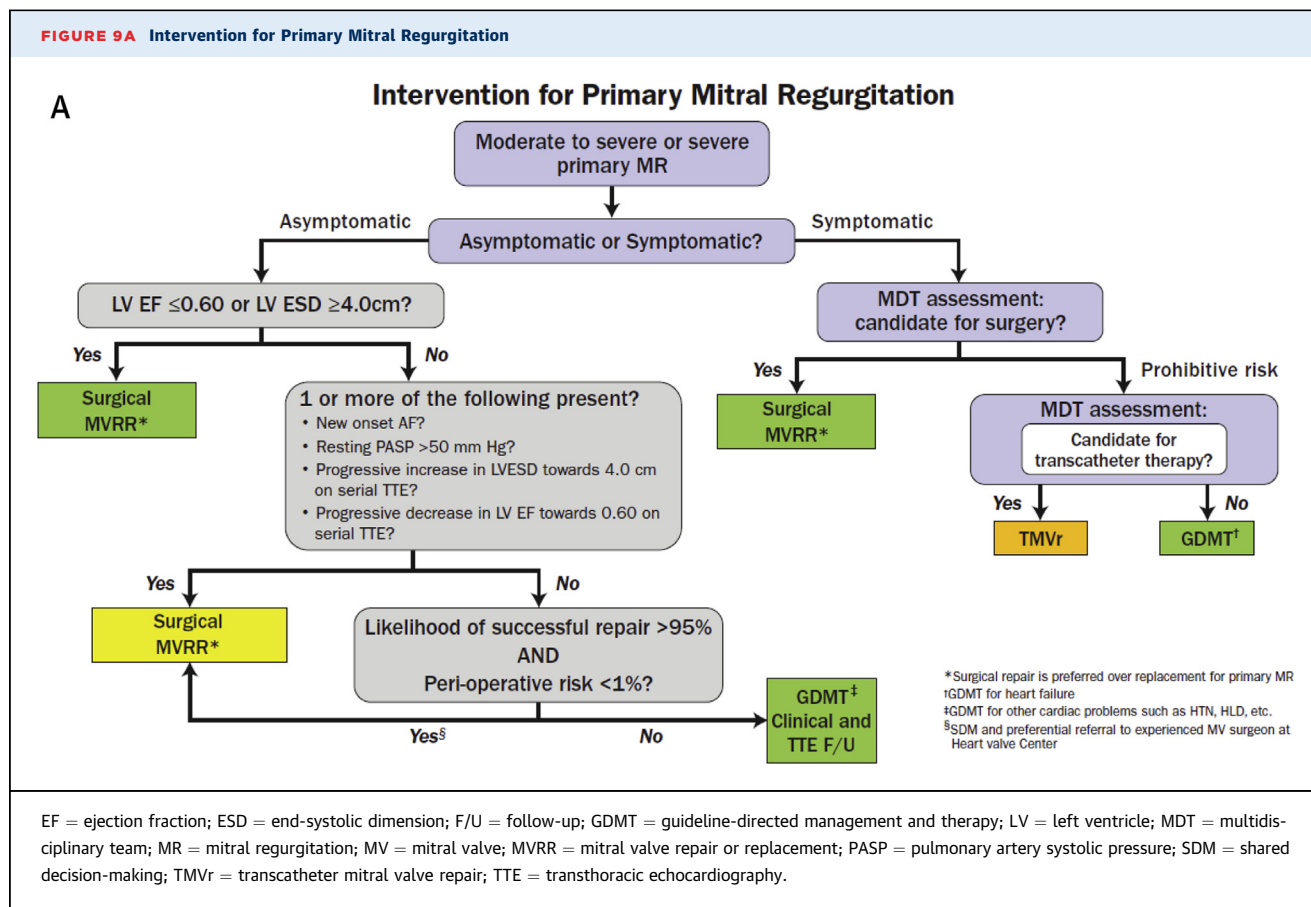 FIGURE 9A Intervention for Primary Mitral Regurgitation
A
Intervention for Primary Mitral Regurgitation
Moderate to severe or severe
primary MR
Asymptomatic
Symptomatic
Asymptomatic or Symptomatic?
LV EF ≤0.60 or LV ESD ≥4.0cm?
MDT assessment:
candidate for surgery?
Yes
No
Yes
Prohibitive risk
Surgical
MVRR*
1 or more of the following present?
• New onset AF?
• Resting PASP >50 mm Hg?
• Progressive increase in LVESD towards 4.0 cm
on serial TTE?
• Progressive decrease in LV EF towards 0.60 on
serial TTE?
Surgical
MVRR*
MDT assessment:
Candidate for
transcatheter therapy?
Yes
No
TMVr
GDMT†
Yes
No
Surgical
MVRR*
Likelihood of successful repair >95%
AND
Peri-operative risk <1%?
Yes§
No
GDMT‡
Clinical and
TTE F/U
*Surgical repair is preferred over replacement for primary MR
†GDMT for heart failure
‡GDMT for other cardiac problems such as HTN, HLD, etc.
§SDM and preferential referral to experienced MV surgeon at
Heart valve Center
EF = ejection fraction; ESD = end-systolic dimension; F/U = follow-up; GDMT = guideline-directed management and therapy; LV = left ventricle; MDT = multidis-
ciplinary team; MR = mitral regurgitation; MV = mitral valve; MVRR = mitral valve repair or replacement; PASP = pulmonary artery systolic pressure; SDM = shared
decision-making; TMVr = transcatheter mitral valve repair; TTE = transthoracic echocardiography.